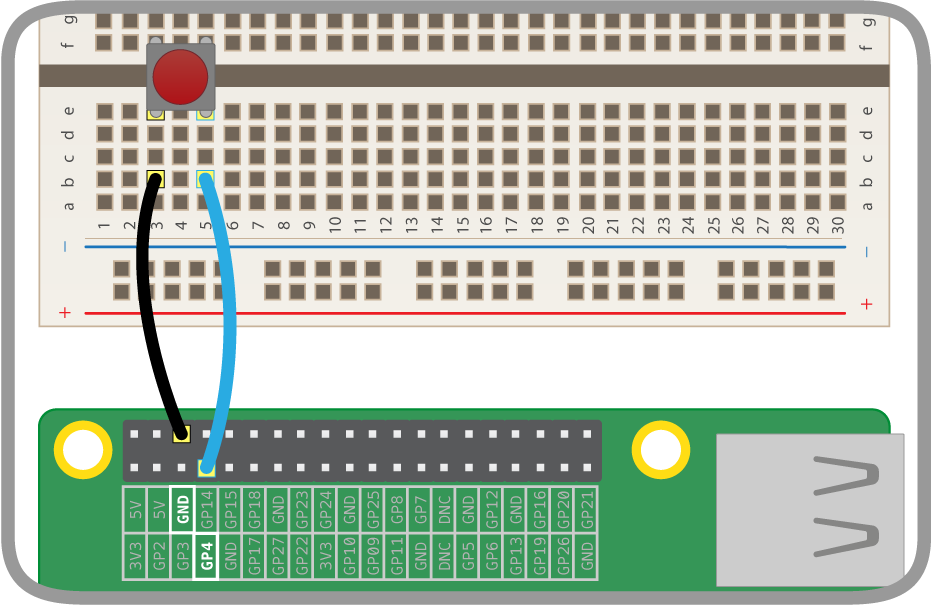 g g
f f
e e
d d
c c
b b
a a
1 2 3 4 5 6 7 8 9 10 11 12 13 14 15 16 17 18 19 20 21 22 23 24 25 26 27 28 29 30
− −
+ +
5V 5V GND GP14 GP15 GP18 GND GP23 GP24 GND GP25 GP8 GP7 DNC GND GP12 GND GP16 GP20 GP21
3V3 GP2 GP3 GP4 GND GP17 GP27 GP22 3V3 GP10 GP09 GP11 GND DNC GP5 GP6 GP13 GP19 GP26 GND